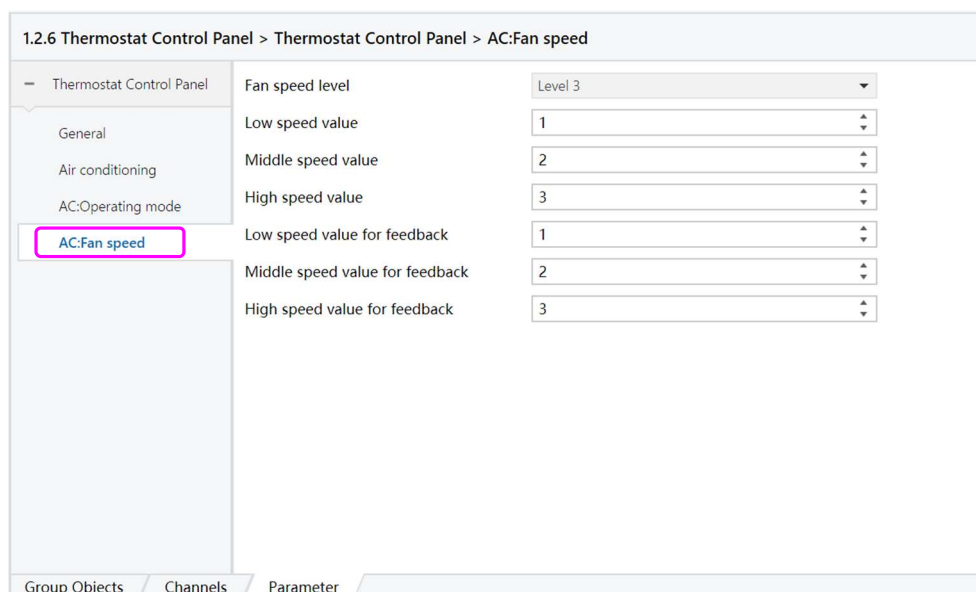 1.2.6 Thermostat Control Panel > Thermostat Control Panel > AC:Fan speed
Thermostat Control Panel
General
Air conditioning
AC:Operating mode
AC:Fan speed
Fan speed level Level 3
Low speed value 1
Middle speed value 2
High speed value 3
Low speed value for feedback 1
Middle speed value for feedback 2
High speed value for feedback 3
Group Objects Channels Parameter